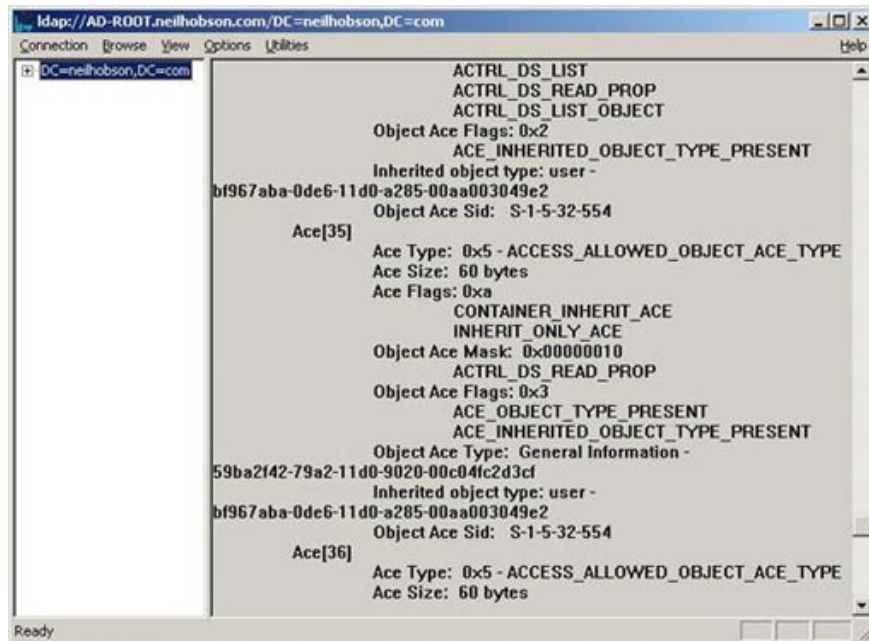 ldap://AD-ROOT.neilhobson.com/DC=neilhobson,DC=com
Connection Browse View Options Utilities Help
DC=neilhobson,DC=com
ACTRL_DS_LIST
ACTRL_DS_READ_PROP
ACTRL_DS_LIST_OBJECT
Object Ace Flags: 0x2
ACE_INHERITED_OBJECT_TYPE_PRESENT
Inherited object type: user -
bf967aba-0de6-11d0-a285-00aa003049e2
Object Ace Sid: S-1-5-32-554
Ace[35]
Ace Type: 0x5 - ACCESS_ALLOWED_OBJECT_ACE_TYPE
Ace Size: 60 bytes
Ace Flags: 0xa
CONTAINER_INHERIT_ACE
INHERIT_ONLY_ACE
Object Ace Mask: 0x00000010
ACTRL_DS_READ_PROP
Object Ace Flags: 0x3
ACE_OBJECT_TYPE_PRESENT
ACE_INHERITED_OBJECT_TYPE_PRESENT
Object Ace Type: General Information -
59ba2f42-79a2-11d0-9020-00c04fc2d3cf
Inherited object type: user -
bf967aba-0de6-11d0-a285-00aa003049e2
Object Ace Sid: S-1-5-32-554
Ace[36]
Ace Type: 0x5 - ACCESS_ALLOWED_OBJECT_ACE_TYPE
Ace Size: 60 bytes
Ready